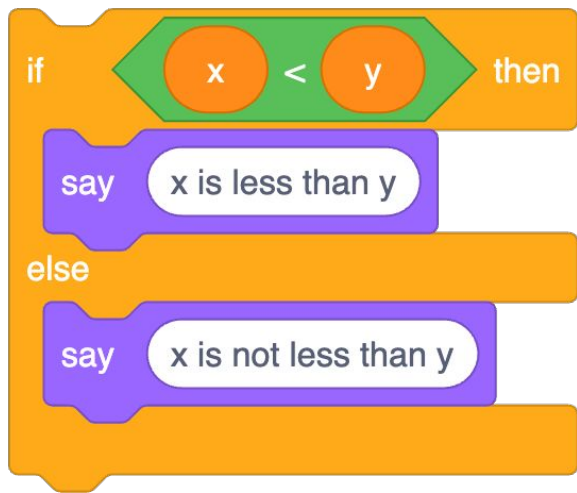 if x < y then
say x is less than y
else
say x is not less than y